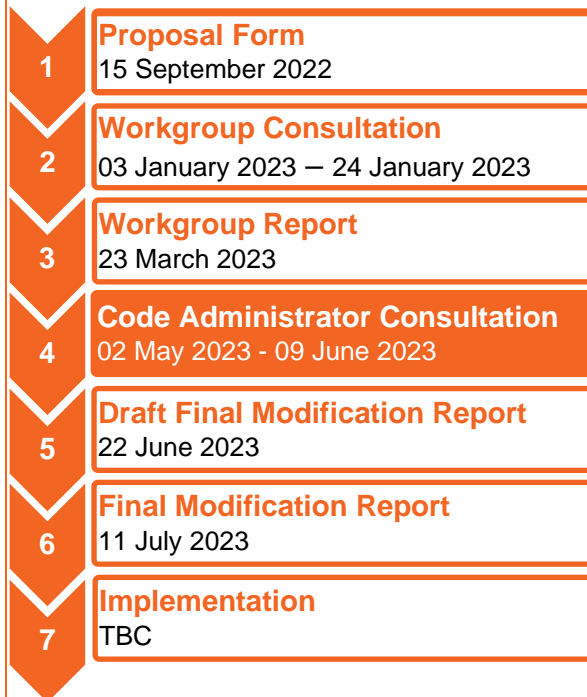 1
Proposal Form
15 September 2022
2
Workgroup Consultation
03 January 2023 – 24 January 2023
3
Workgroup Report
23 March 2023
4
Code Administrator Consultation
02 May 2023 - 09 June 2023
5
Draft Final Modification Report
22 June 2023
6
Final Modification Report
11 July 2023
7
Implementation
TBC